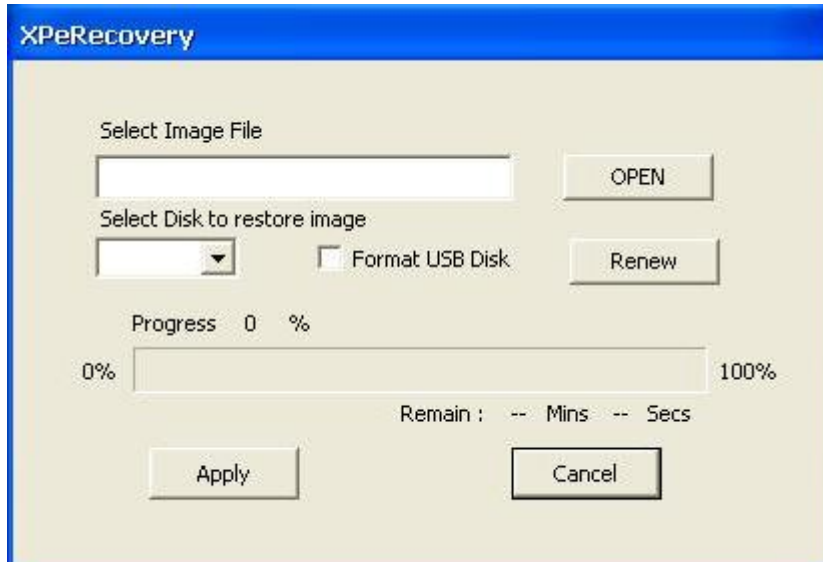 XPeRecovery
Select Image File
OPEN
Select Disk to restore image
Format USB Disk
Renew
Progress 0 %
0%
100%
Remain : -- Mins -- Secs
Apply
Cancel